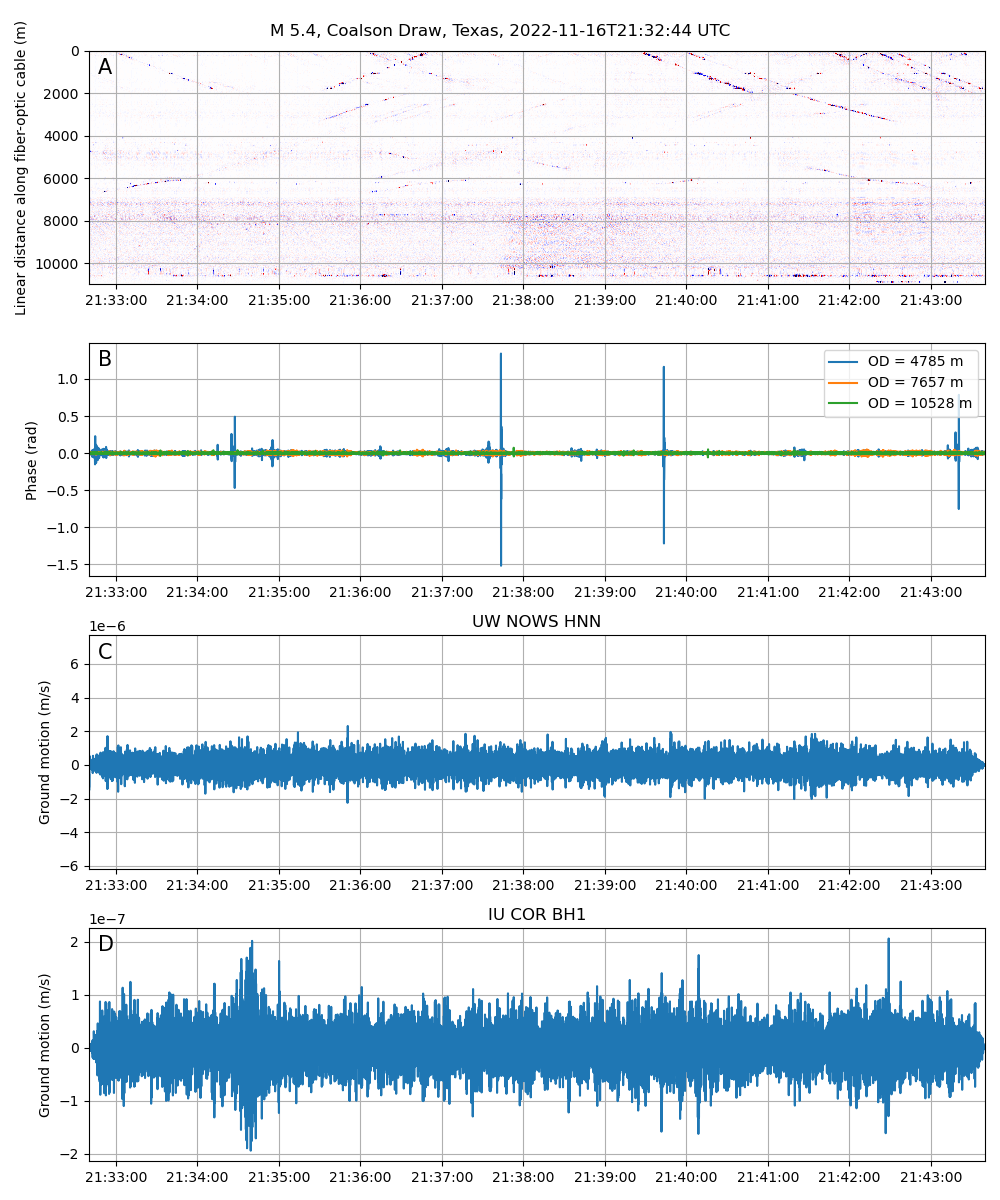 M 5.4, Coalson Draw, Texas, 2022-11-16T21:32:44 UTC
A
Linear distance along fiber-optic cable (m)
0
2000
4000
6000
8000
10000
21:33:00 21:34:00 21:35:00 21:36:00 21:37:00 21:38:00 21:39:00 21:40:00 21:41:00 21:42:00 21:43:00
B
OD = 4785 m
OD = 7657 m
OD = 10528 m
Phase (rad)
1.0
0.5
0.0
−0.5
−1.0
−1.5
21:33:00 21:34:00 21:35:00 21:36:00 21:37:00 21:38:00 21:39:00 21:40:00 21:41:00 21:42:00 21:43:00
UW NOWS HNN
1e−6
C
Ground motion (m/s)
6
4
2
0
−2
−4
−6
21:33:00 21:34:00 21:35:00 21:36:00 21:37:00 21:38:00 21:39:00 21:40:00 21:41:00 21:42:00 21:43:00
IU COR BH1
1e−7
D
Ground motion (m/s)
2
1
0
−1
−2
21:33:00 21:34:00 21:35:00 21:36:00 21:37:00 21:38:00 21:39:00 21:40:00 21:41:00 21:42:00 21:43:00